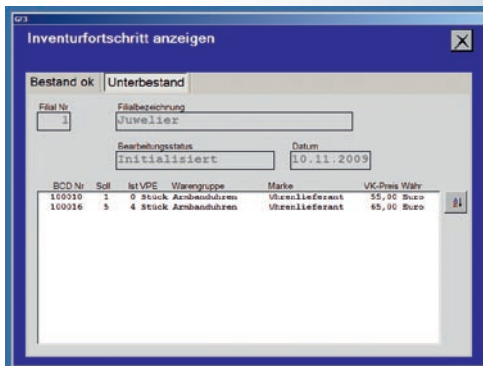 GF3
Inventurfortschritt anzeigen
Bestand ok Unterbestand
Filial Nr Filialbezeichnung
1 Juwelier
Bearbeitungsstatus Datum
Initialisiert 10.11.2009
BCD Nr Soll Ist VPE Warengruppe Marke VK-Preis Währ
100010 1 0 Stück Armbanduhren Uhrenlieferant 55,00 Euro
100016 5 4 Stück Armbanduhren Uhrenlieferant 65,00 Euro